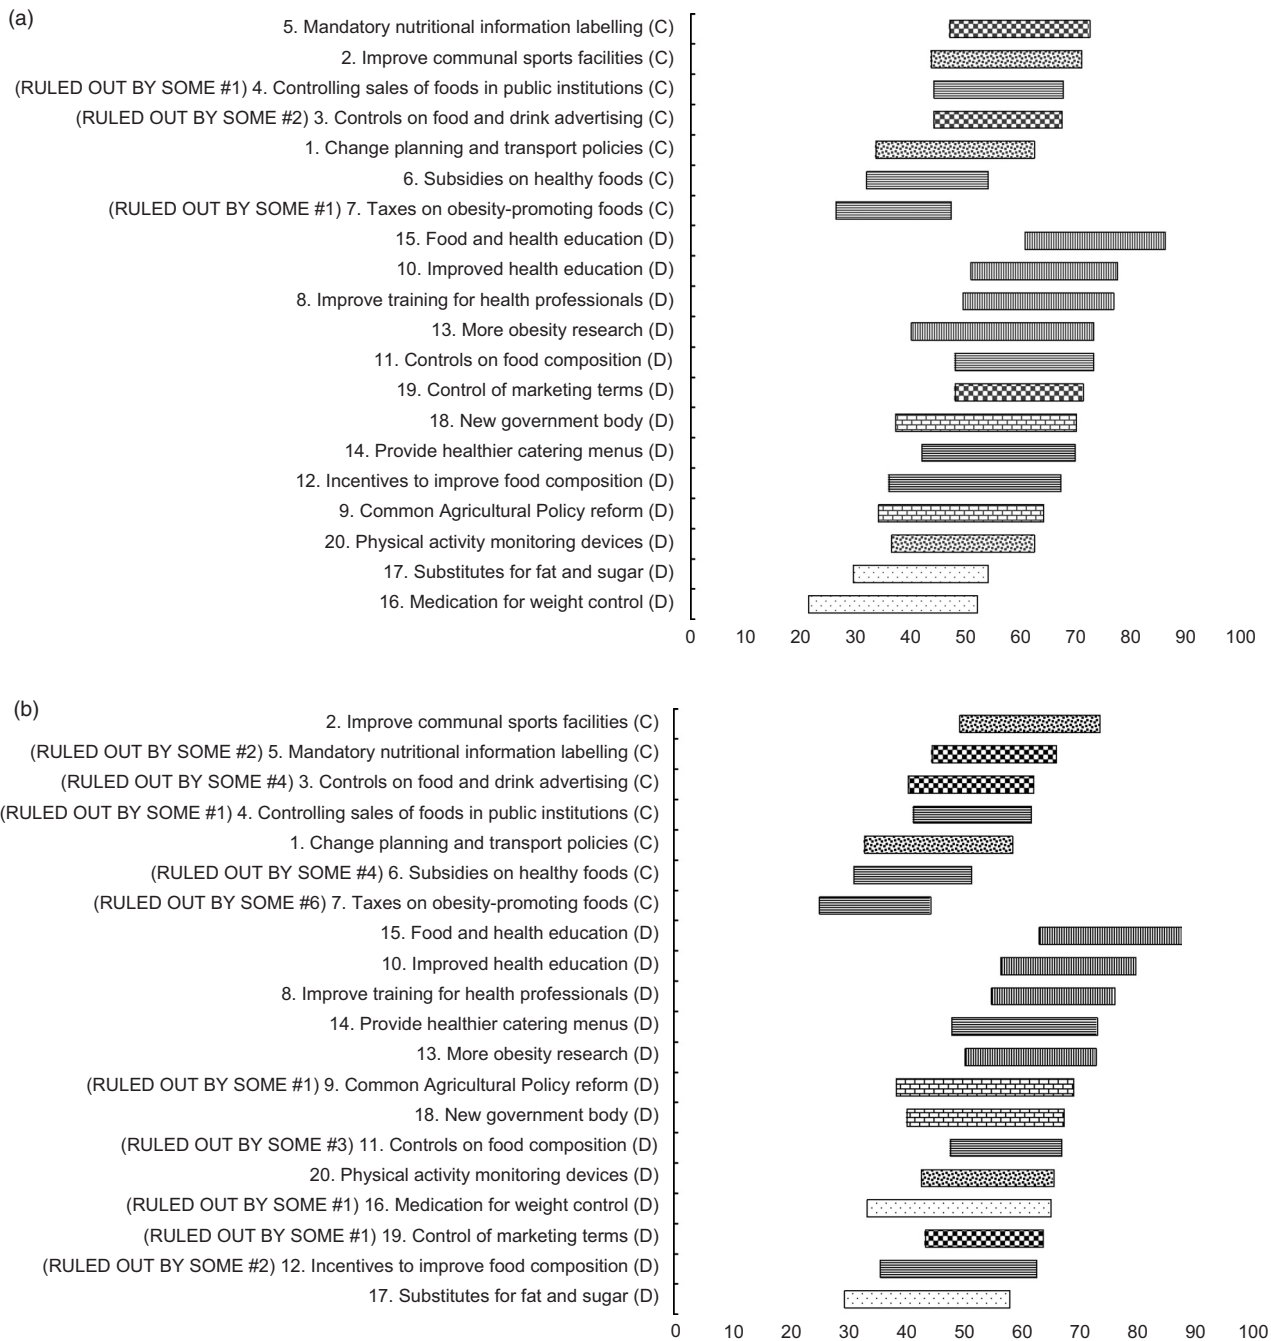 (a)
5. Mandatory nutritional information labelling (C)
2. Improve communal sports facilities (C)
(RULED OUT BY SOME #1) 4. Controlling sales of foods in public institutions (C)
(RULED OUT BY SOME #2) 3. Controls on food and drink advertising (C)
1. Change planning and transport policies (C)
6. Subsidies on healthy foods (C)
(RULED OUT BY SOME #1) 7. Taxes on obesity-promoting foods (C)
15. Food and health education (D)
10. Improved health education (D)
8. Improve training for health professionals (D)
13. More obesity research (D)
11. Controls on food composition (D)
19. Control of marketing terms (D)
18. New government body (D)
14. Provide healthier catering menus (D)
12. Incentives to improve food composition (D)
9. Common Agricultural Policy reform (D)
20. Physical activity monitoring devices (D)
17. Substitutes for fat and sugar (D)
16. Medication for weight control (D)
0 10 20 30 40 50 60 70 80 90 100
(b)
2. Improve communal sports facilities (C)
(RULED OUT BY SOME #2) 5. Mandatory nutritional information labelling (C)
(RULED OUT BY SOME #4) 3. Controls on food and drink advertising (C)
(RULED OUT BY SOME #1) 4. Controlling sales of foods in public institutions (C)
1. Change planning and transport policies (C)
(RULED OUT BY SOME #4) 6. Subsidies on healthy foods (C)
(RULED OUT BY SOME #6) 7. Taxes on obesity-promoting foods (C)
15. Food and health education (D)
10. Improved health education (D)
8. Improve training for health professionals (D)
14. Provide healthier catering menus (D)
13. More obesity research (D)
(RULED OUT BY SOME #1) 9. Common Agricultural Policy reform (D)
18. New government body (D)
(RULED OUT BY SOME #3) 11. Controls on food composition (D)
20. Physical activity monitoring devices (D)
(RULED OUT BY SOME #1) 16. Medication for weight control (D)
(RULED OUT BY SOME #1) 19. Control of marketing terms (D)
(RULED OUT BY SOME #2) 12. Incentives to improve food composition (D)
17. Substitutes for fat and sugar (D)
0 10 20 30 40 50 60 70 80 90 100